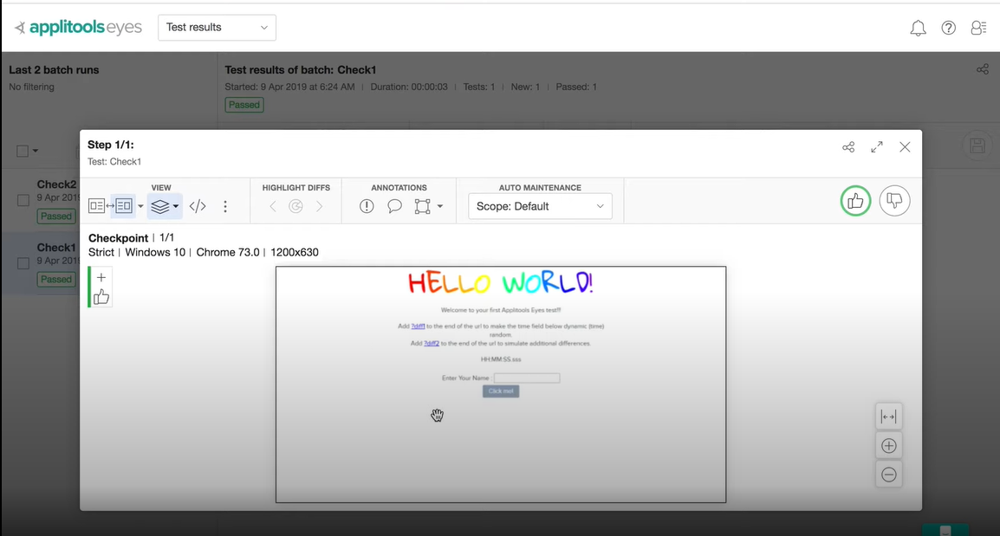 applitools eyes
Test results
Last 2 batch runs
No filtering
Test results of batch: Check1
Started: 9 Apr 2019 at 6:24 AM | Duration: 00:00:03 | Tests: 1 | New: 1 | Passed: 1
Passed
Check2
9 Apr 2019
Passed
Check1
9 Apr 2019
Passed
Step 1/1:
Test: Check1
VIEW
HIGHLIGHT DIFFS
ANNOTATIONS
AUTO MAINTENANCE
Scope: Default
Checkpoint | 1/1
Strict | Windows 10 | Chrome 73.0 | 1200x630
HELLO WORLD!
Welcome to your first Applitools Eyes test!!!
Add ?diff1 to the end of the url to make the time field below dynamic (time)
random.
Add ?diff2 to the end of the url to simulate additional differences.
HH:MM:SS.sss
Enter Your Name :
Click me!